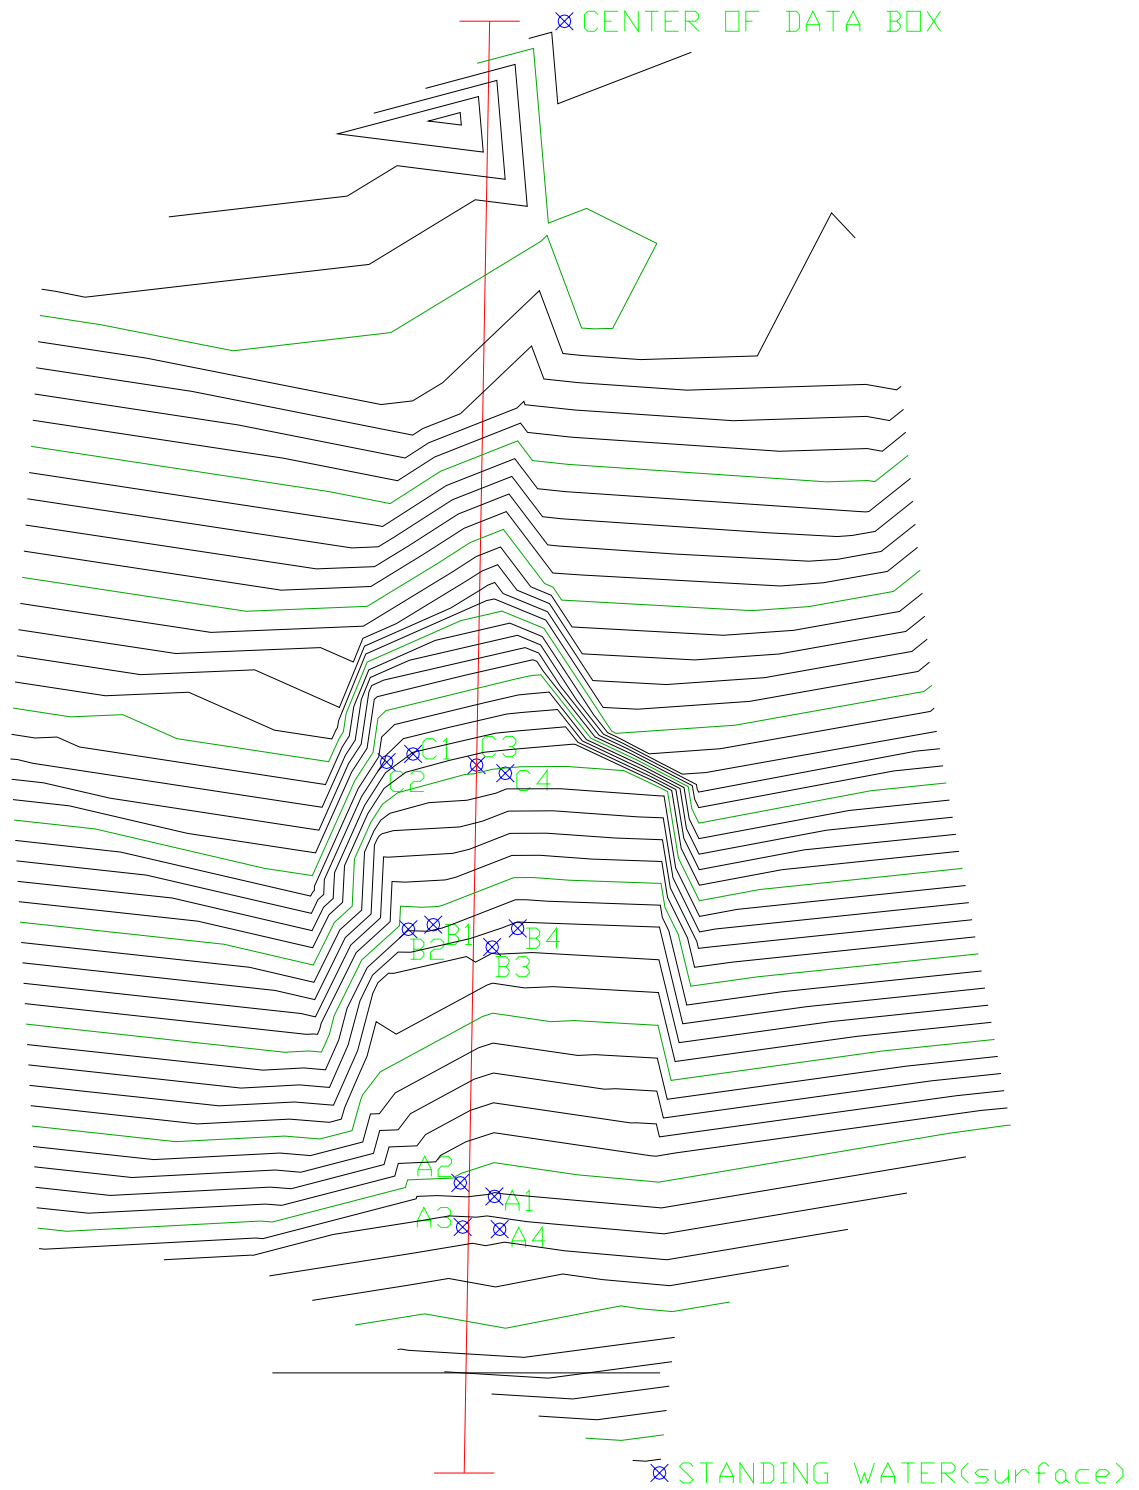 CENTER OF DATA BOX
C1
C3
C2
C4
B1
B4
B2
B3
A2
A1
A3
A4
STANDING WATER(surface)